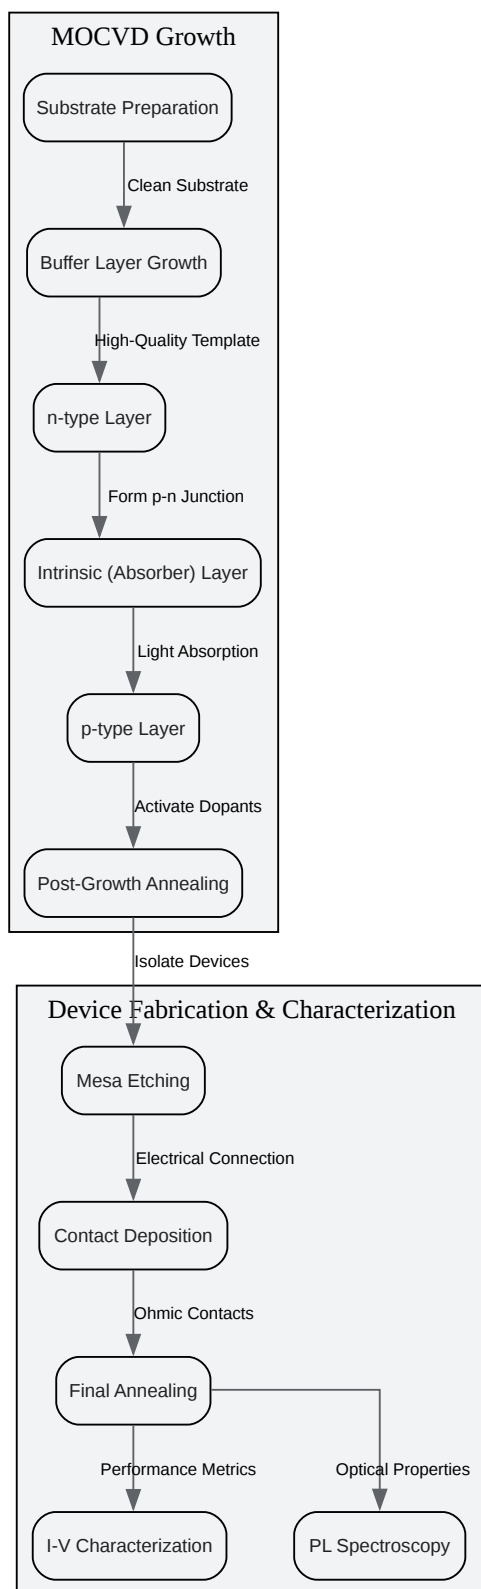 MOCVD Growth
Substrate Preparation
Clean Substrate
Buffer Layer Growth
High-Quality Template
n-type Layer
Form p-n Junction
Intrinsic (Absorber) Layer
Light Absorption
p-type Layer
Activate Dopants
Post-Growth Annealing
Isolate Devices
Device Fabrication & Characterization
Mesa Etching
Electrical Connection
Contact Deposition
Ohmic Contacts
Final Annealing
Performance Metrics
Optical Properties
I-V Characterization
PL Spectroscopy